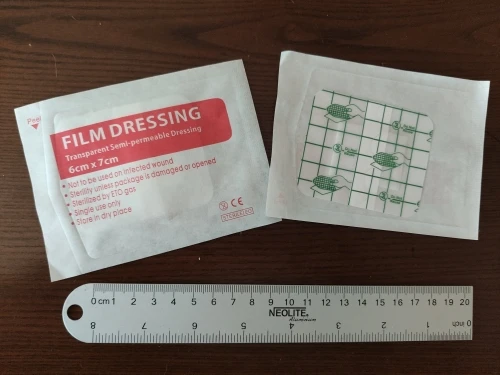 Peel
FILM DRESSING
Transparent Semi-permeable Dressing
6cm x 7cm
• Not to be used on infected wound
• Sterility unless package is damaged or opened
• Sterilized by ETO gas
• Single use only
• Store in dry place
CE
0 cm 1 2 3 4 5 6 7 8 9 10 11 12 13 14 15 16 17 18 19 20
NEOLITE®
Aluminum
8 7 6 5 4 3 2 1 0 inch